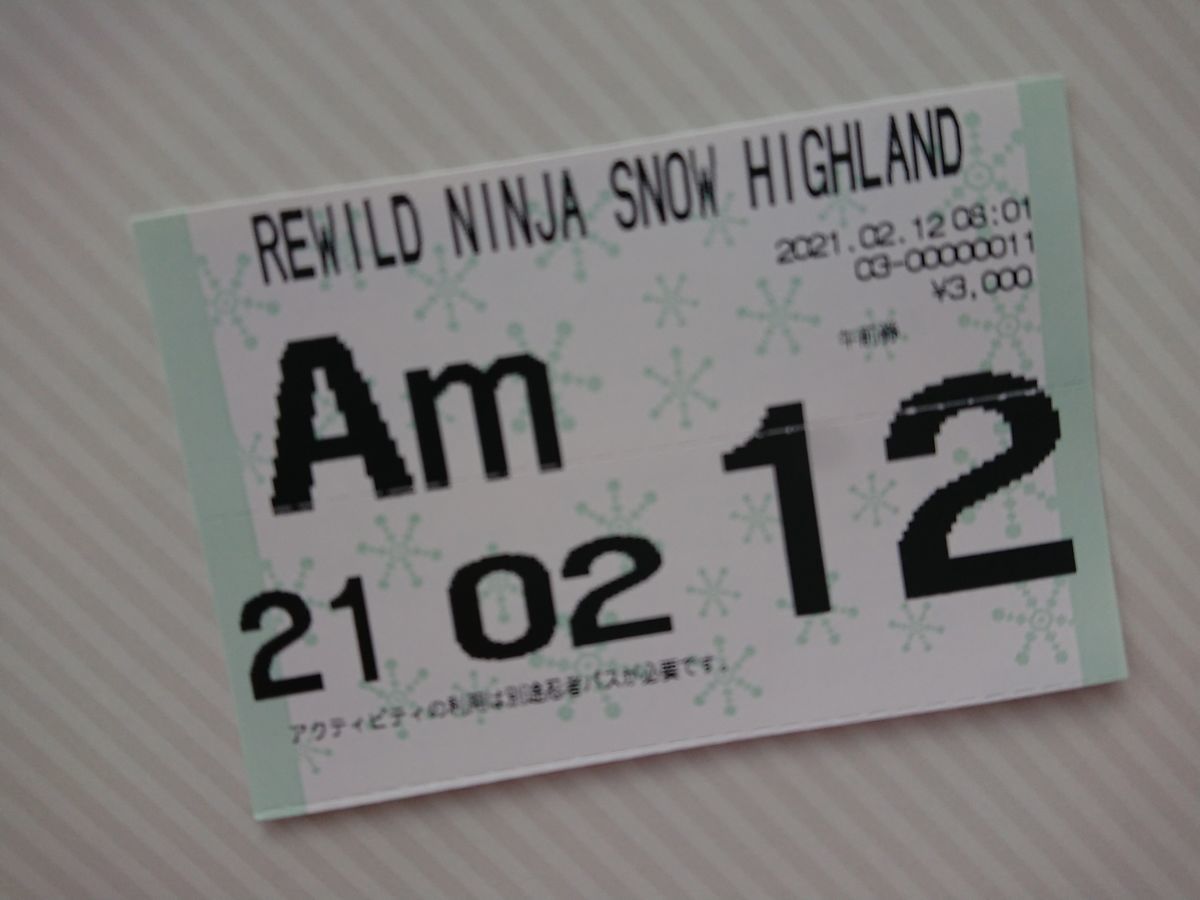 REWILD NINJA SNOW HIGHLAND
2021.02.12 08:01
03-00000011
¥3,000
午前券
Am
21 02 12
アクティビティの利用は別途忍者パスが必要です。